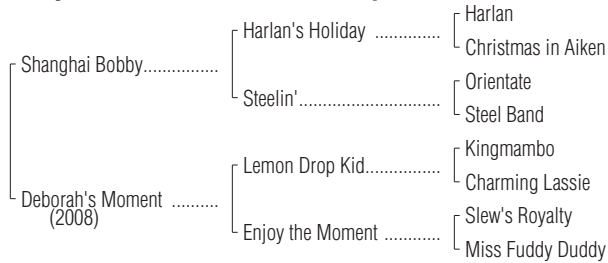 Harlan
Harlan's Holiday ..............
Christmas in Aiken
Shanghai Bobby................
Orientate
Steelin'..............................
Steel Band
Kingmambo
Lemon Drop Kid................
Charming Lassie
Deborah's Moment ..........
(2008)
Slew's Royalty
Enjoy the Moment ............
Miss Fuddy Duddy